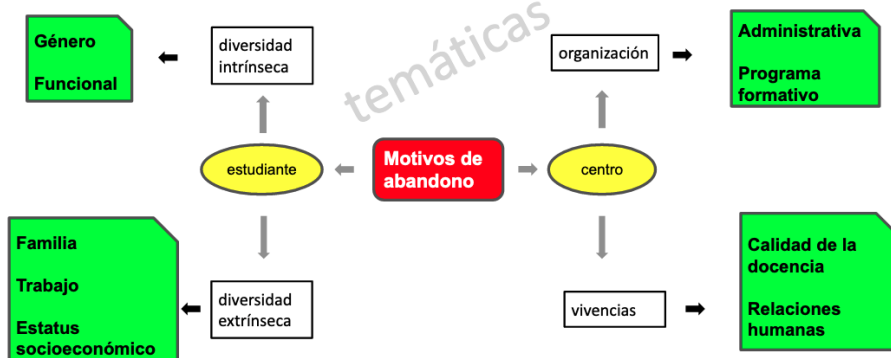 temáticas
Género
Funcional
diversidad
intrínseca
organización
Administrativa
Programa
formativo
estudiante
Motivos de
abandono
centro
Familia
Trabajo
Estatus
socioeconómico
diversidad
extrínseca
vivencias
Calidad de la
docencia
Relaciones
humanas